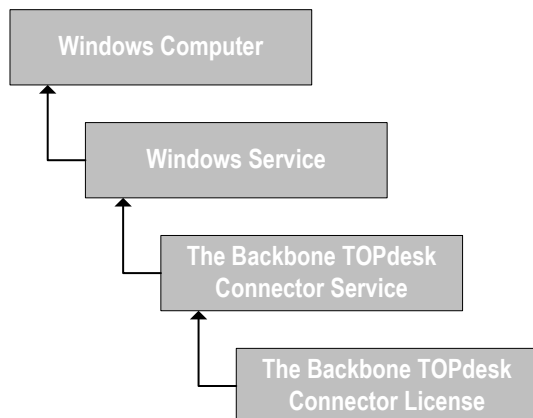 Windows Computer
Windows Service
The Backbone TOPdesk
Connector Service
The Backbone TOPdesk
Connector License